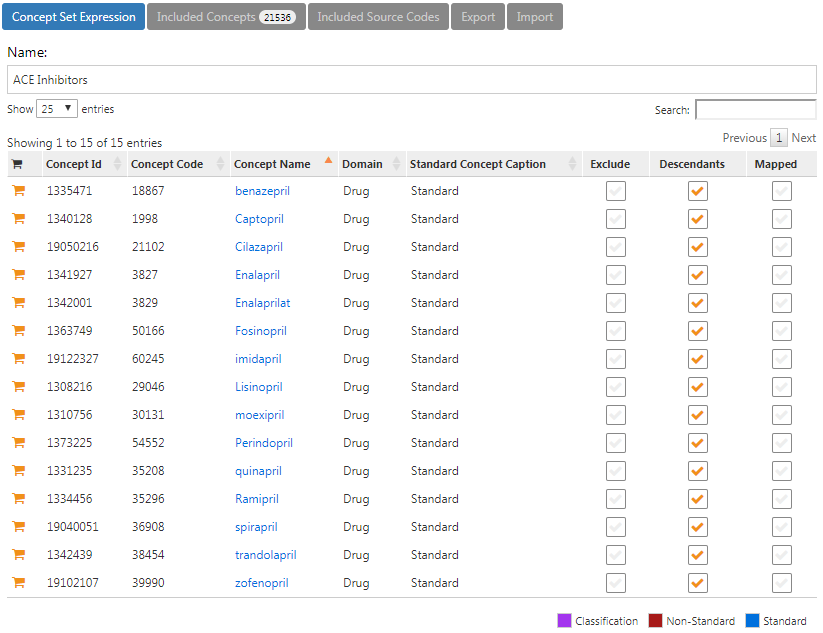 Concept Set Expression Included Concepts 21536 Included Source Codes Export Import
Name:
ACE Inhibitors
Show 25 entries Search:
Showing 1 to 15 of 15 entries Previous 1 Next
Concept Id Concept Code Concept Name Domain Standard Concept Caption Exclude Descendants Mapped
1335471 18867 benazepril Drug Standard
1340128 1998 Captopril Drug Standard
19050216 21102 Cilazapril Drug Standard
1341927 3827 Enalapril Drug Standard
1342001 3829 Enalaprilat Drug Standard
1363749 50166 Fosinopril Drug Standard
19122327 60245 imidapril Drug Standard
1308216 29046 Lisinopril Drug Standard
1310756 30131 moexipril Drug Standard
1373225 54552 Perindopril Drug Standard
1331235 35208 quinapril Drug Standard
1334456 35296 Ramipril Drug Standard
19040051 36908 spirapril Drug Standard
1342439 38454 trandolapril Drug Standard
19102107 39990 zofenopril Drug Standard
Classification Non-Standard Standard